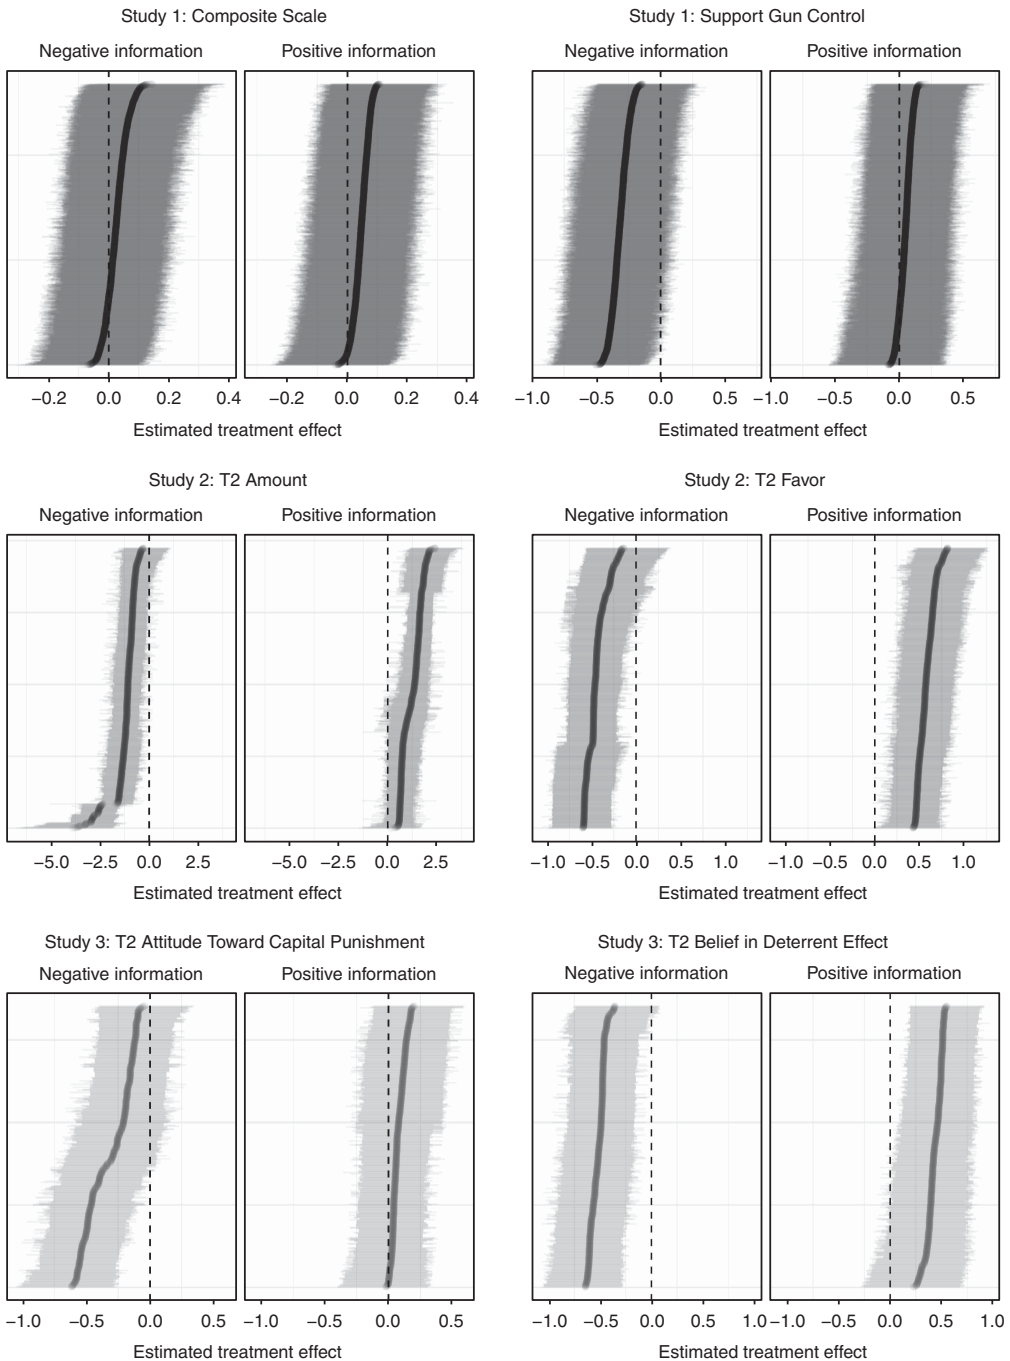 Study 1: Composite Scale
Negative information Positive information
−0.2 0.0 0.2 0.4 −0.2 0.0 0.2 0.4
Estimated treatment effect
Study 1: Support Gun Control
Negative information Positive information
−1.0 −0.5 0.0 −1.0 −0.5 0.0 0.5
Estimated treatment effect
Study 2: T2 Amount
Negative information Positive information
−5.0 −2.5 0.0 2.5 −5.0 −2.5 0.0 2.5
Estimated treatment effect
Study 2: T2 Favor
Negative information Positive information
−1.0 −0.5 0.0 0.5 1.0 −1.0 −0.5 0.0 0.5 1.0
Estimated treatment effect
Study 3: T2 Attitude Toward Capital Punishment
Negative information Positive information
−1.0 −0.5 0.0 0.5 −1.0 −0.5 0.0 0.5
Estimated treatment effect
Study 3: T2 Belief in Deterrent Effect
Negative information Positive information
−1.0 −0.5 0.0 0.5 1.0 −1.0 −0.5 0.0 0.5 1.0
Estimated treatment effect